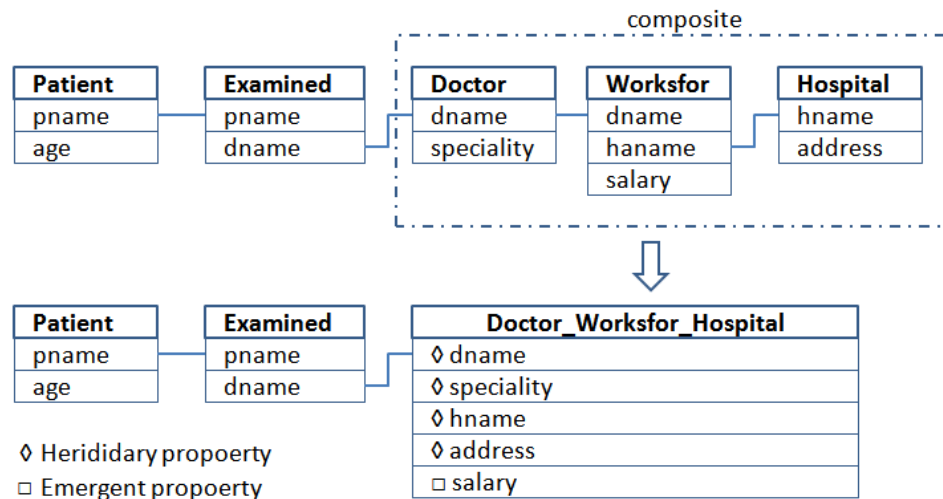 composite
Patient Examined Doctor Worksfor Hospital
pname pname dname dname hname
age dname speciality haname address
salary
Patient Examined Doctor_Worksfor_Hospital
pname pname ◊ dname
age dname ◊ speciality
◊ hname
◊ address
□ salary
◊ Herididary propoerty
□ Emergent propoerty